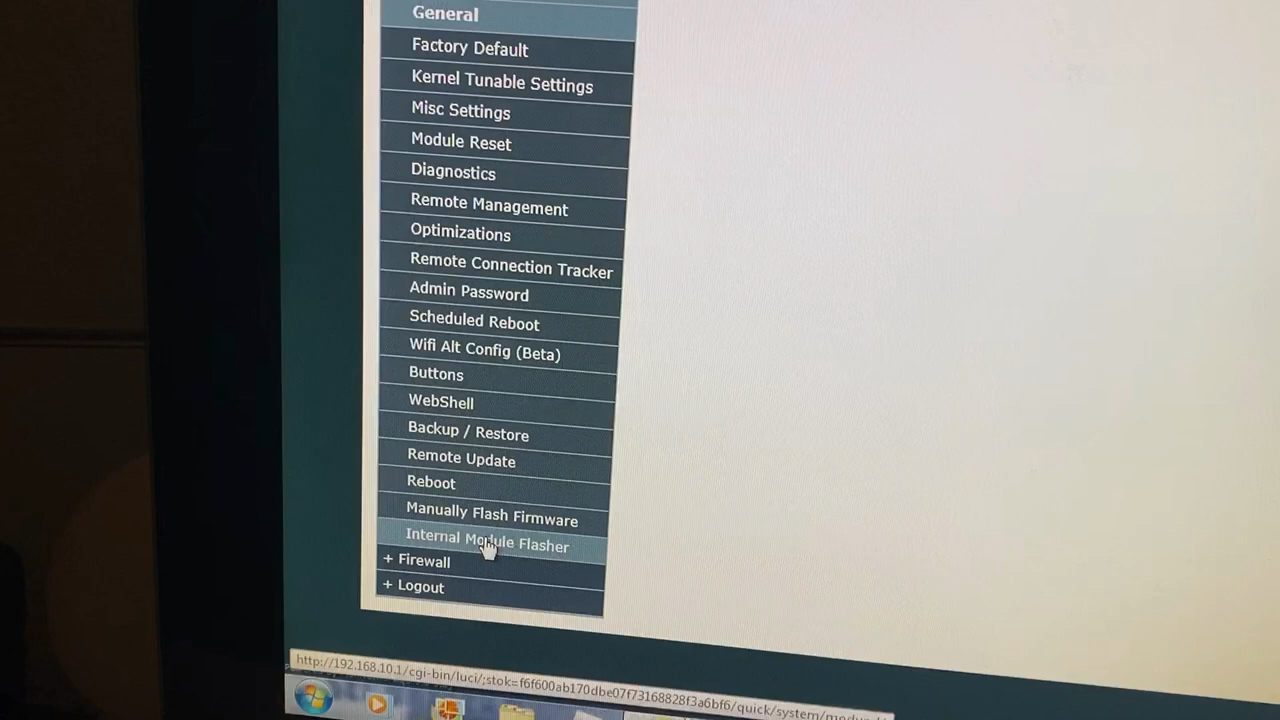 General
Factory Default
Kernel Tunable Settings
Misc Settings
Module Reset
Diagnostics
Remote Management
Optimizations
Remote Connection Tracker
Admin Password
Scheduled Reboot
Wifi Alt Config (Beta)
Buttons
WebShell
Backup / Restore
Remote Update
Reboot
Manually Flash Firmware
Internal Module Flasher
+ Firewall
+ Logout
http://192.168.10.1/cgi-bin/luci/;stok=f6f600ab170dbe07f73168828f3a6bf6/quick/system/modu